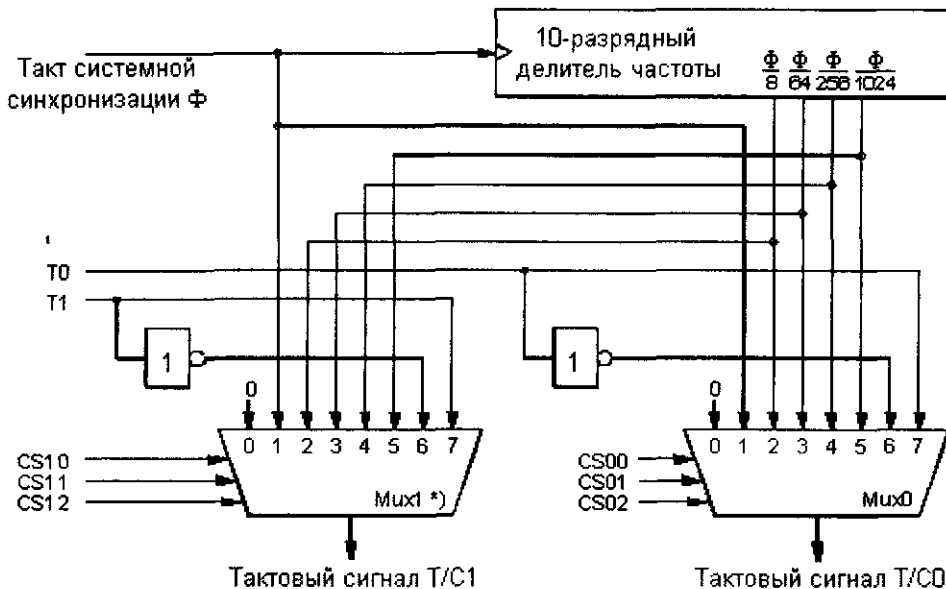 10-разрядный
делитель частоты
Ф Ф Ф Ф
8 64 256 1024
Такт системной
синхронизации Ф
T0
T1
1
1
0
0
0 1 2 3 4 5 6 7
0 1 2 3 4 5 6 7
CS10
CS11
CS12
Mux1 *)
CS00
CS01
CS02
Mux0
Тактовый сигнал T/C1
Тактовый сигнал T/C0